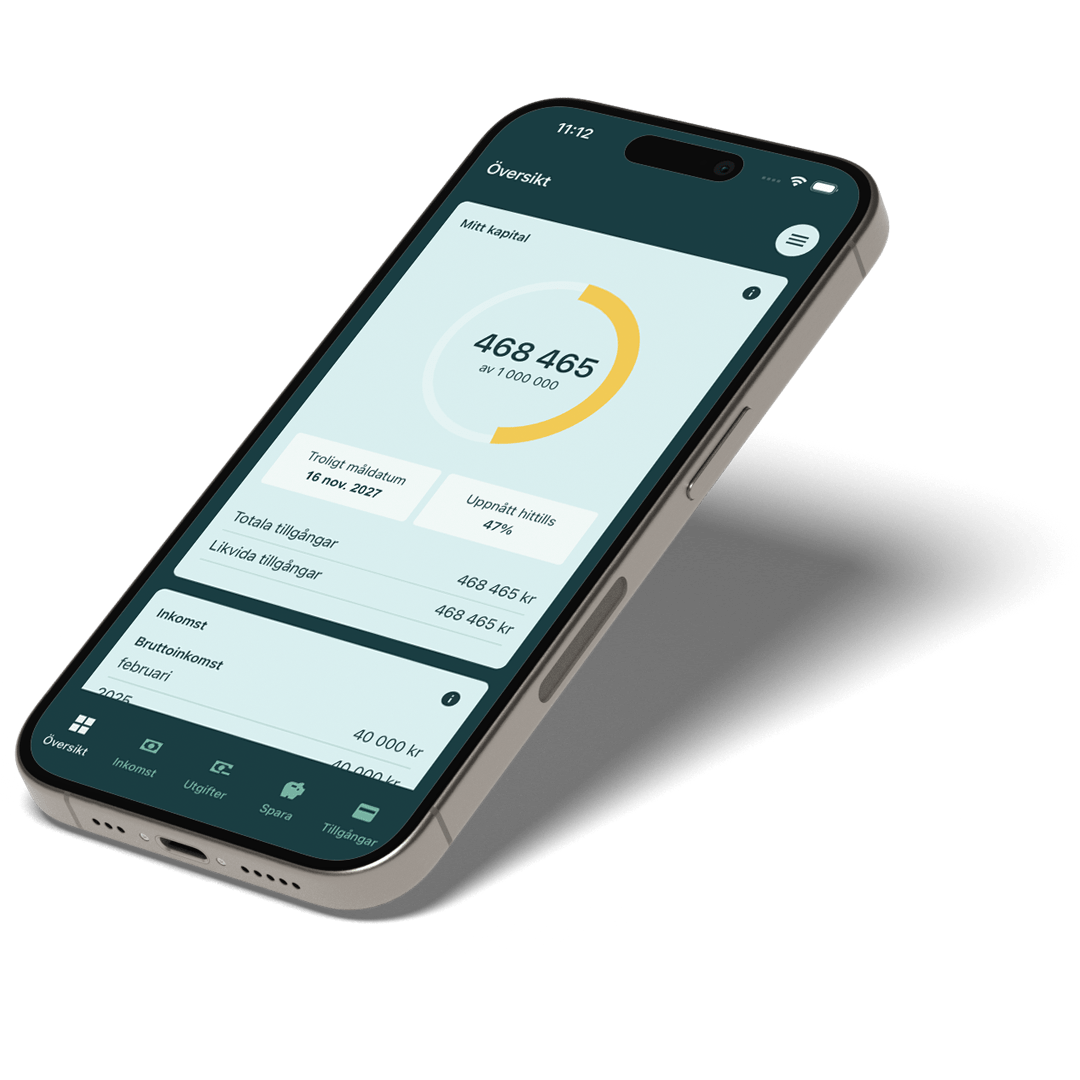 11:12
Översikt
Mitt kapital
468 465
av 1 000 000
Troligt måldatum
16 nov. 2027
Uppnått hittills
47%
Totala tillgångar
468 465 kr
Likvida tillgångar
468 465 kr
Inkomst
Bruttoinkomst
februari
40 000 kr
2025
40 000 kr
Översikt
Inkomst
Utgifter
Spara
Tillgångar